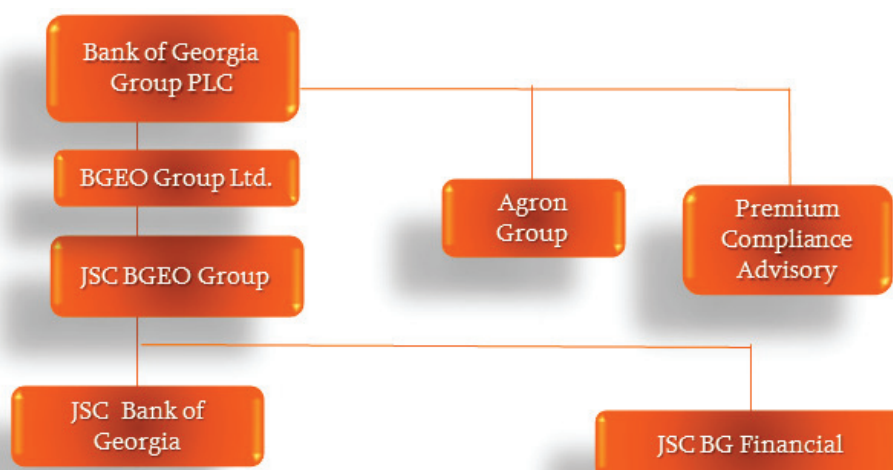 Bank of Georgia
Group PLC
BGEO Group Ltd.
Agron
Group
Premium
Compliance
Advisory
JSC BGEO Group
JSC Bank of
Georgia
JSC BG Financial